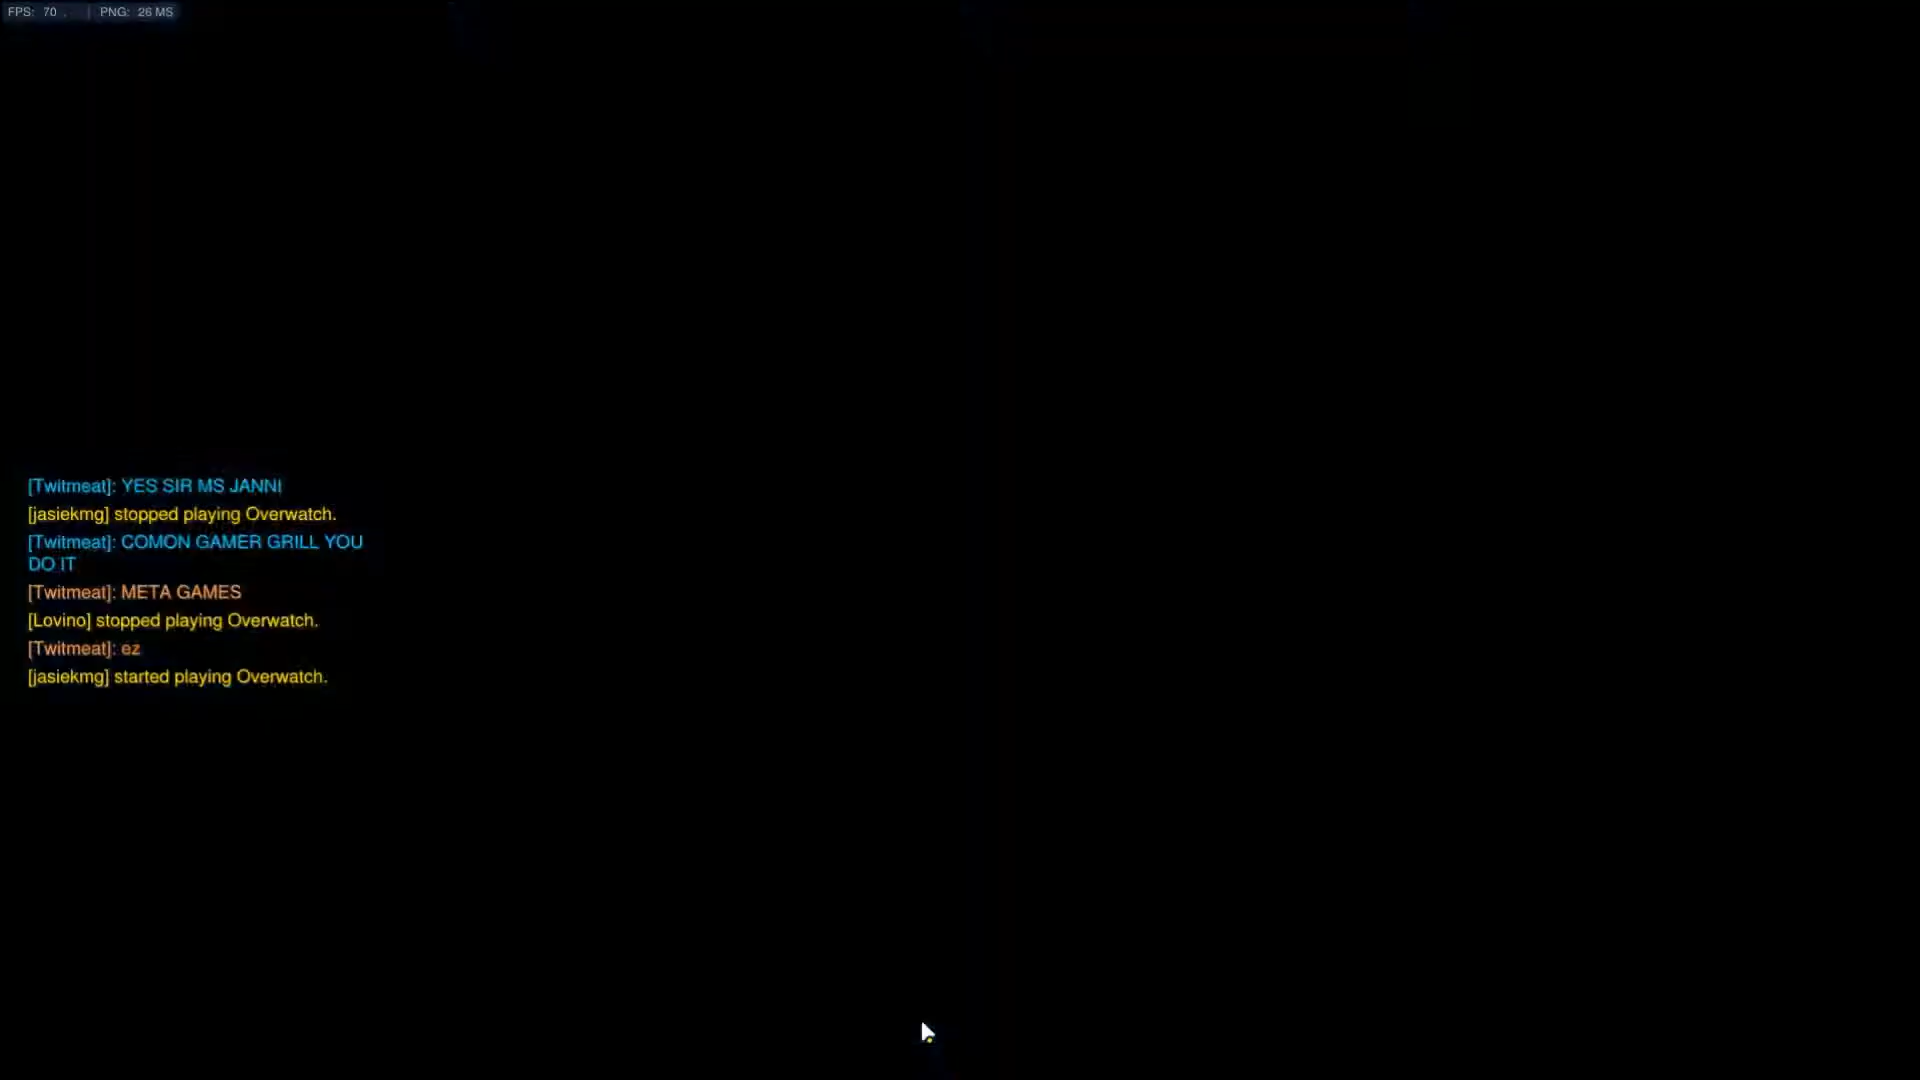 FPS: 70 PNG: 26 MS
[Twitmeat]: YES SIR MS JANNI
[jasiekmg] stopped playing Overwatch.
[Twitmeat]: COMON GAMER GRILL YOU
DO IT
[Twitmeat]: META GAMES
[Lovino] stopped playing Overwatch.
[Twitmeat]: ez
[jasiekmg] started playing Overwatch.